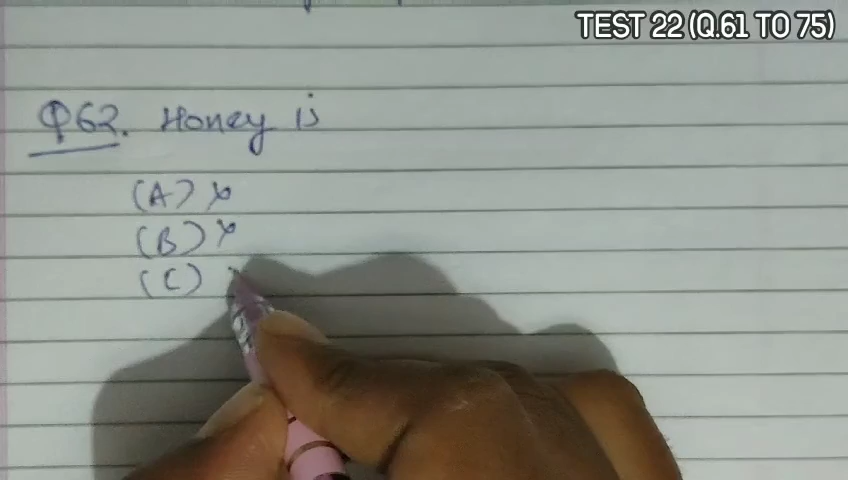 TEST 22 (Q.61 TO 75)
Q62. Honey is
(A) x
(B) x
(C)